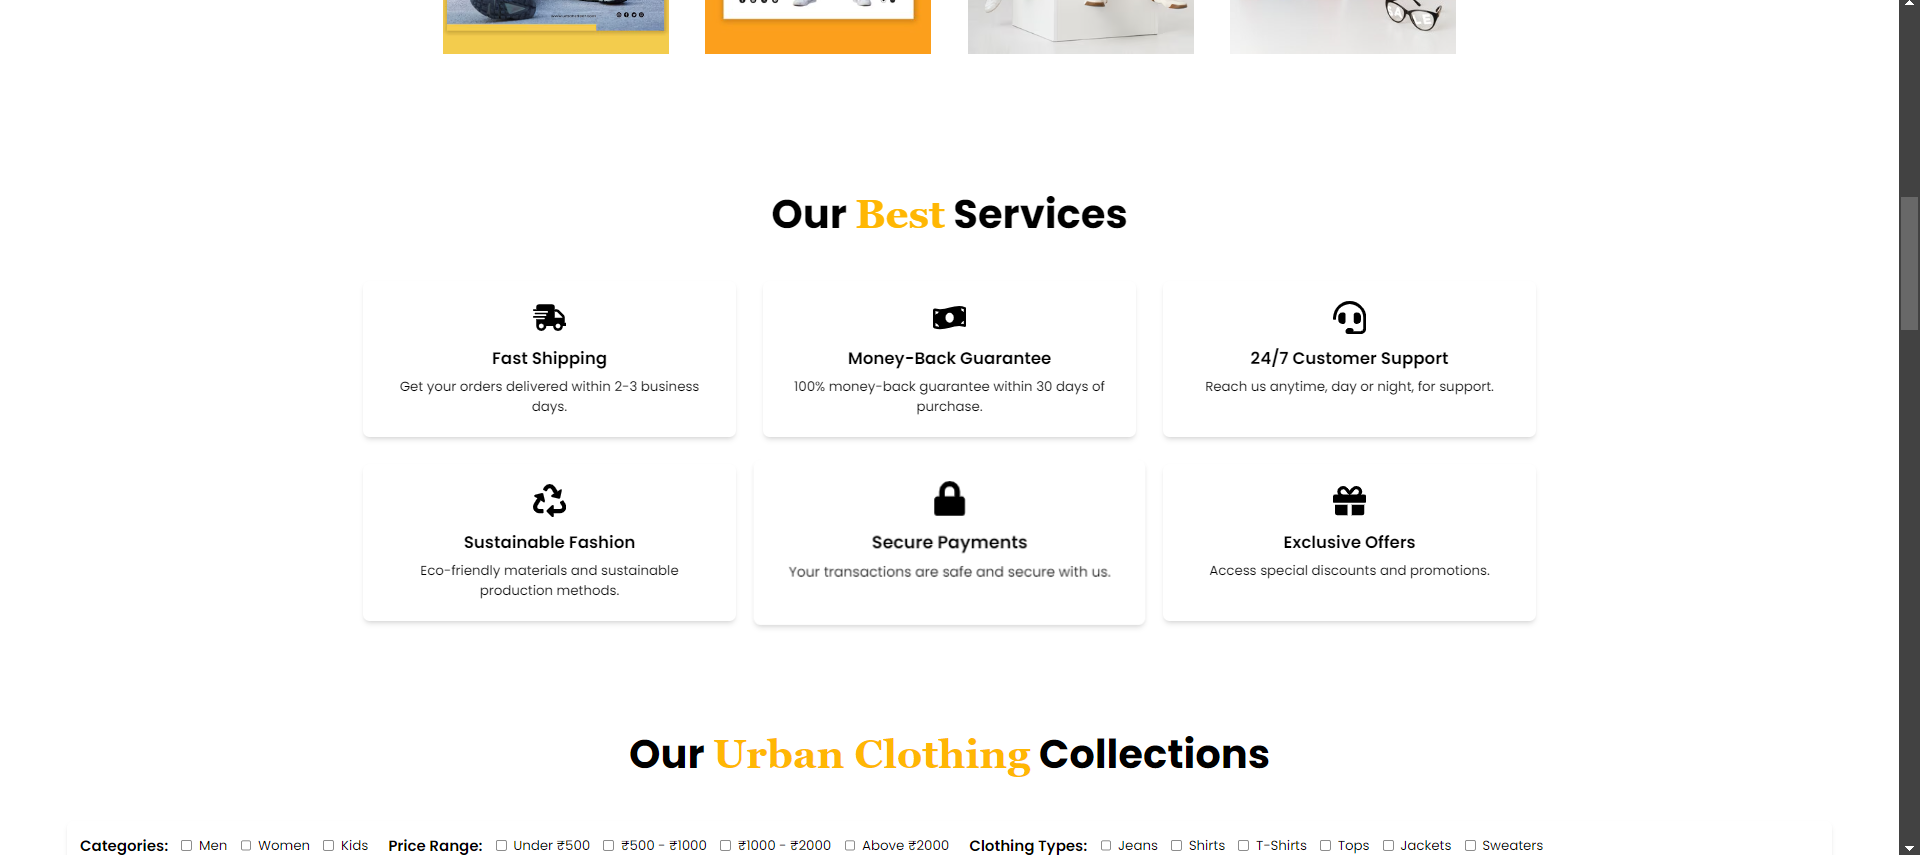 Our Best Services
Fast Shipping
Get your orders delivered within 2-3 business
days.
Money-Back Guarantee
100% money-back guarantee within 30 days of
purchase.
24/7 Customer Support
Reach us anytime, day or night, for support.
Sustainable Fashion
Eco-friendly materials and sustainable
production methods.
Secure Payments
Your transactions are safe and secure with us.
Exclusive Offers
Access special discounts and promotions.
Our Urban Clothing Collections
Categories: Men Women Kids Price Range: Under ₹500 ₹500 - ₹1000 ₹1000 - ₹2000 Above ₹2000 Clothing Types: Jeans Shirts T-Shirts Tops Jackets Sweaters